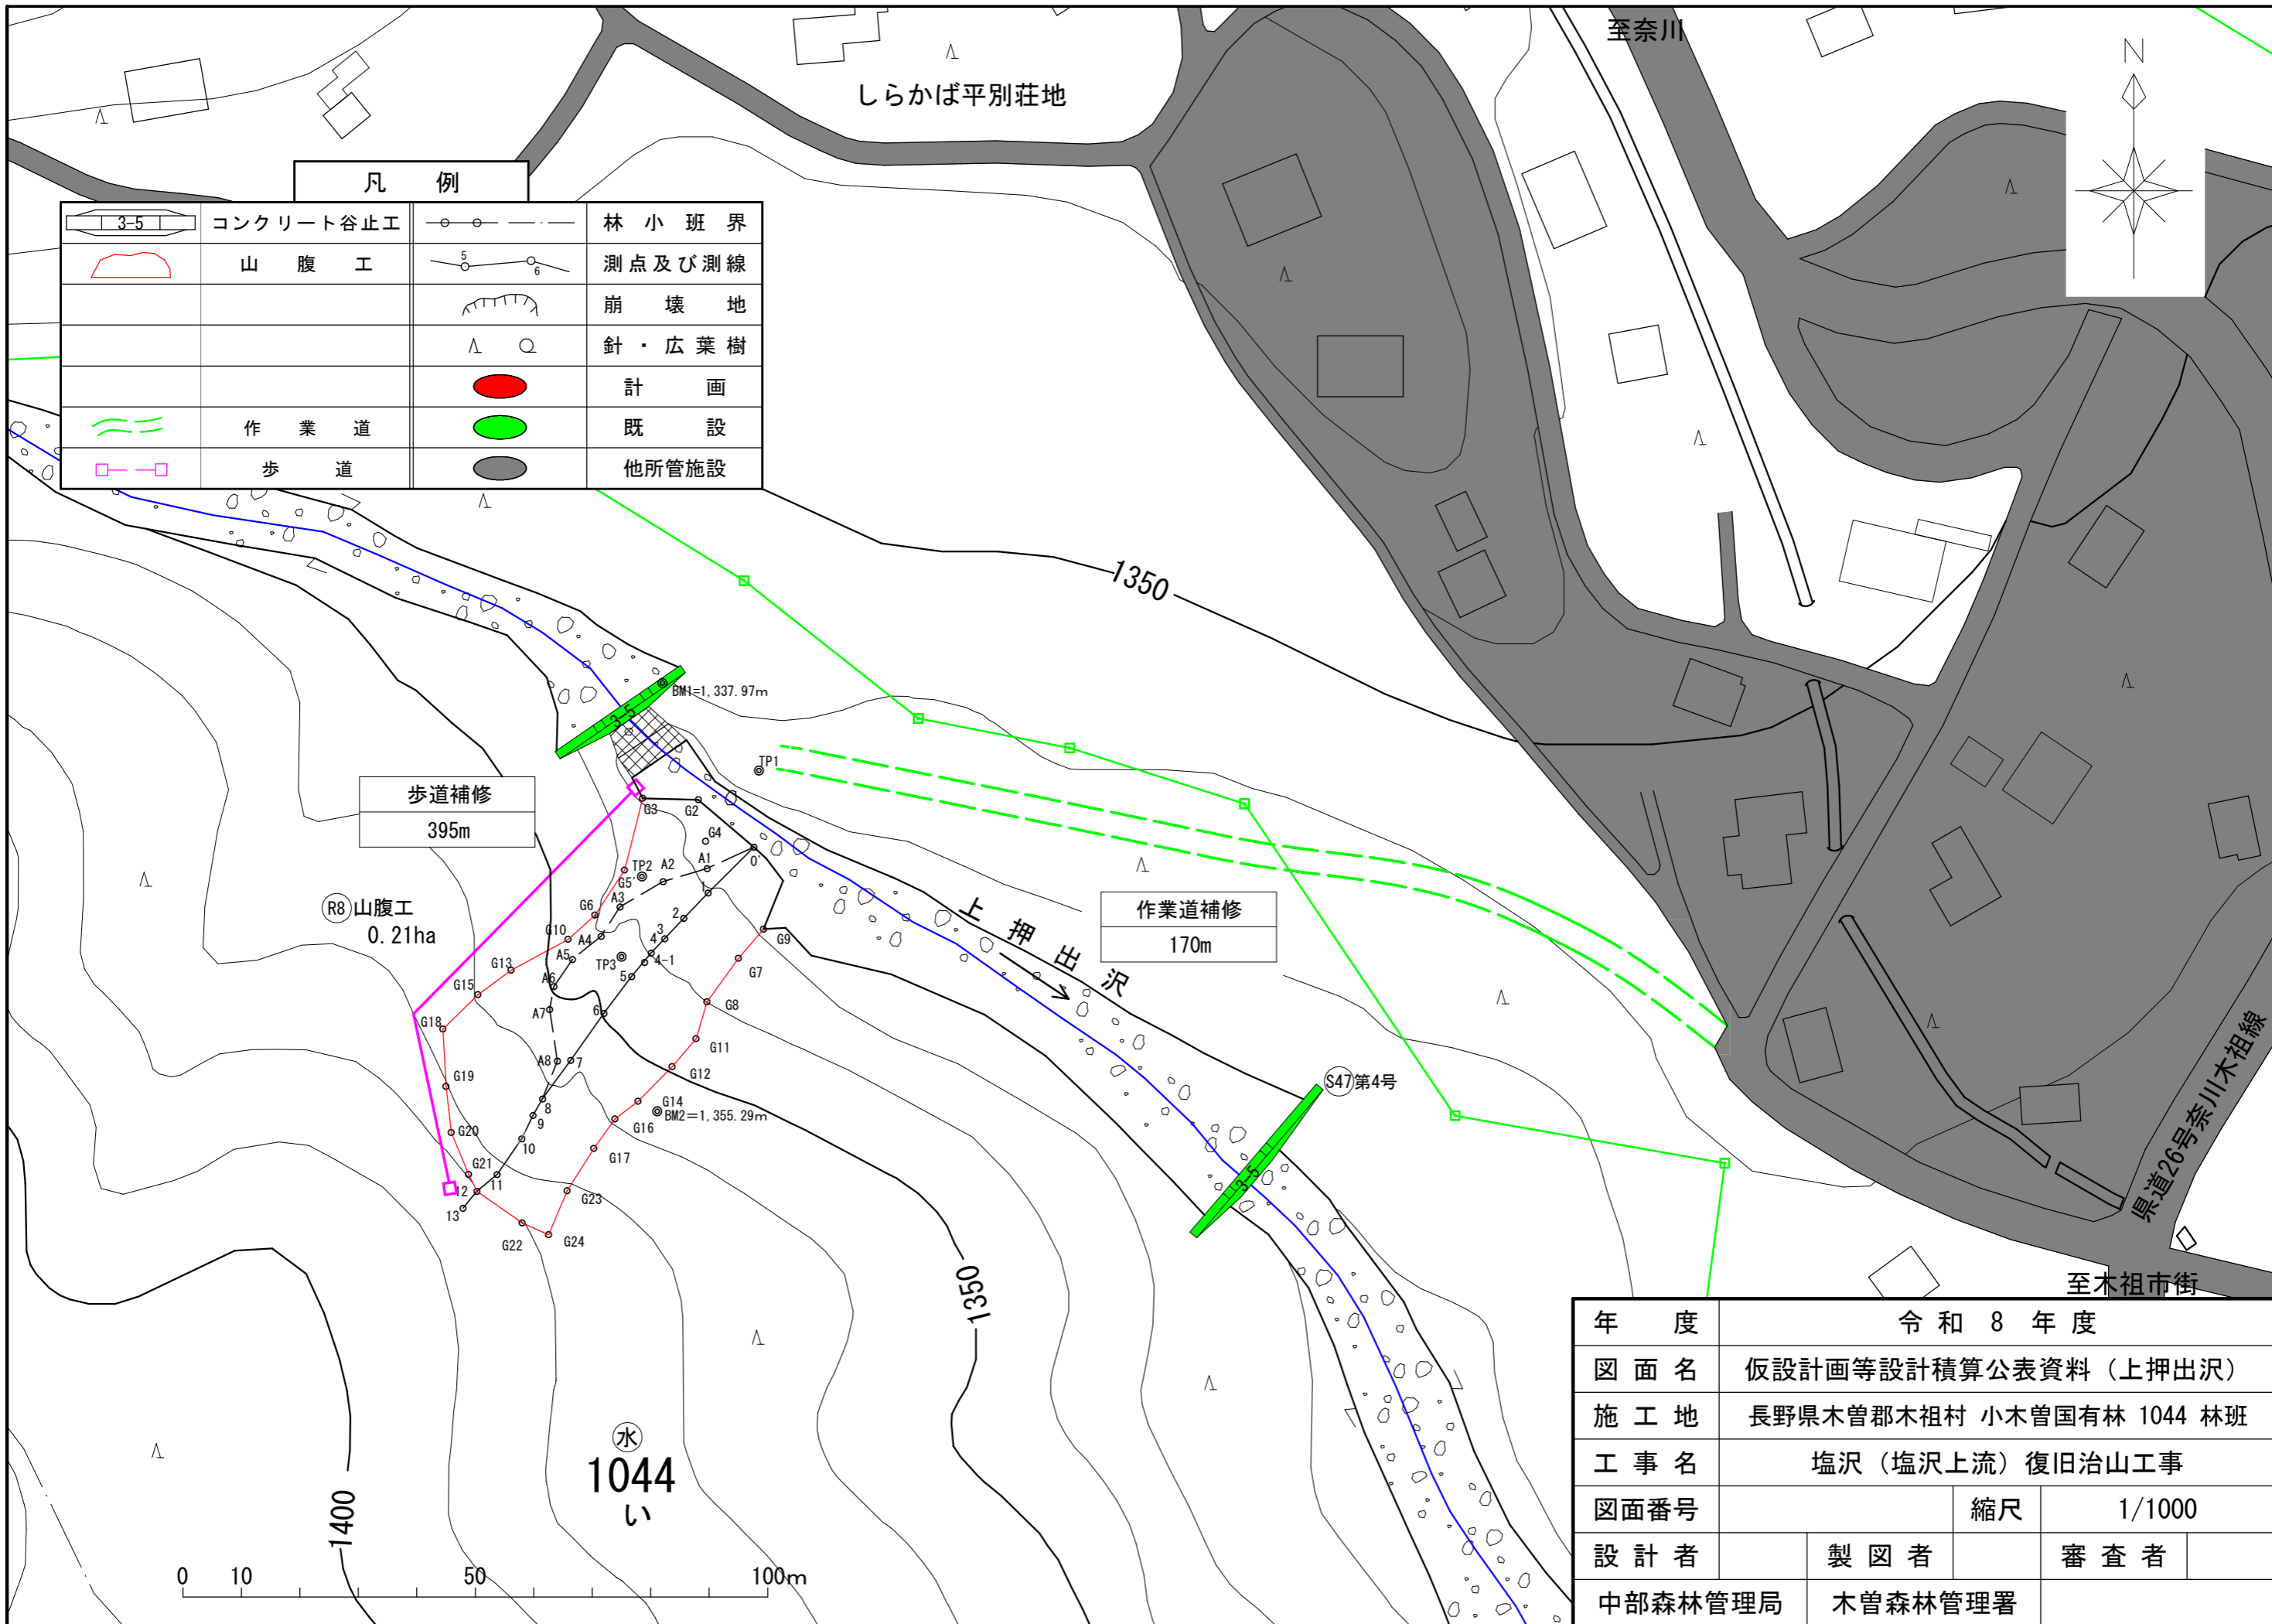 至奈川
N
しらかば平別荘地
凡 例
3-5 コンクリート谷止工 林小班界
山腹工 5 6 測点及び測線
崩壊地
針・広葉樹
計画
作業道 既設
歩道 他所管施設
1350
BM1=1,337.97m
3-5
TP1
歩道補修
395m
G3
G2
G4
0'
TP2
A2
A1
G5'
1
A3
G6
2
R8山腹工
0.21ha
G10
A4
3
4
4-1
G9
上押出沢
作業道補修
170m
G13
A5
TP3
5
G7
G15
A6
G8
A7
6
G18
G11
A8
7
G12
G19
8
G14
BM2=1,355.29m
S47第4号
9
G16
G20
10
G17
G21
11
3-5
12
G23
13
G22
G24
県道26号奈川木祖線
1350
至木祖市街
水
1044
い
1400
0 10 50 100m
年度 令和 8 年度
図面名 仮設計画等設計積算公表資料（上押出沢）
施工地 長野県木曽郡木祖村 小木曽国有林 1044 林班
工事名 塩沢（塩沢上流）復旧治山工事
図面番号 縮尺 1/1000
設計者 製図者 審査者
中部森林管理局 木曽森林管理署